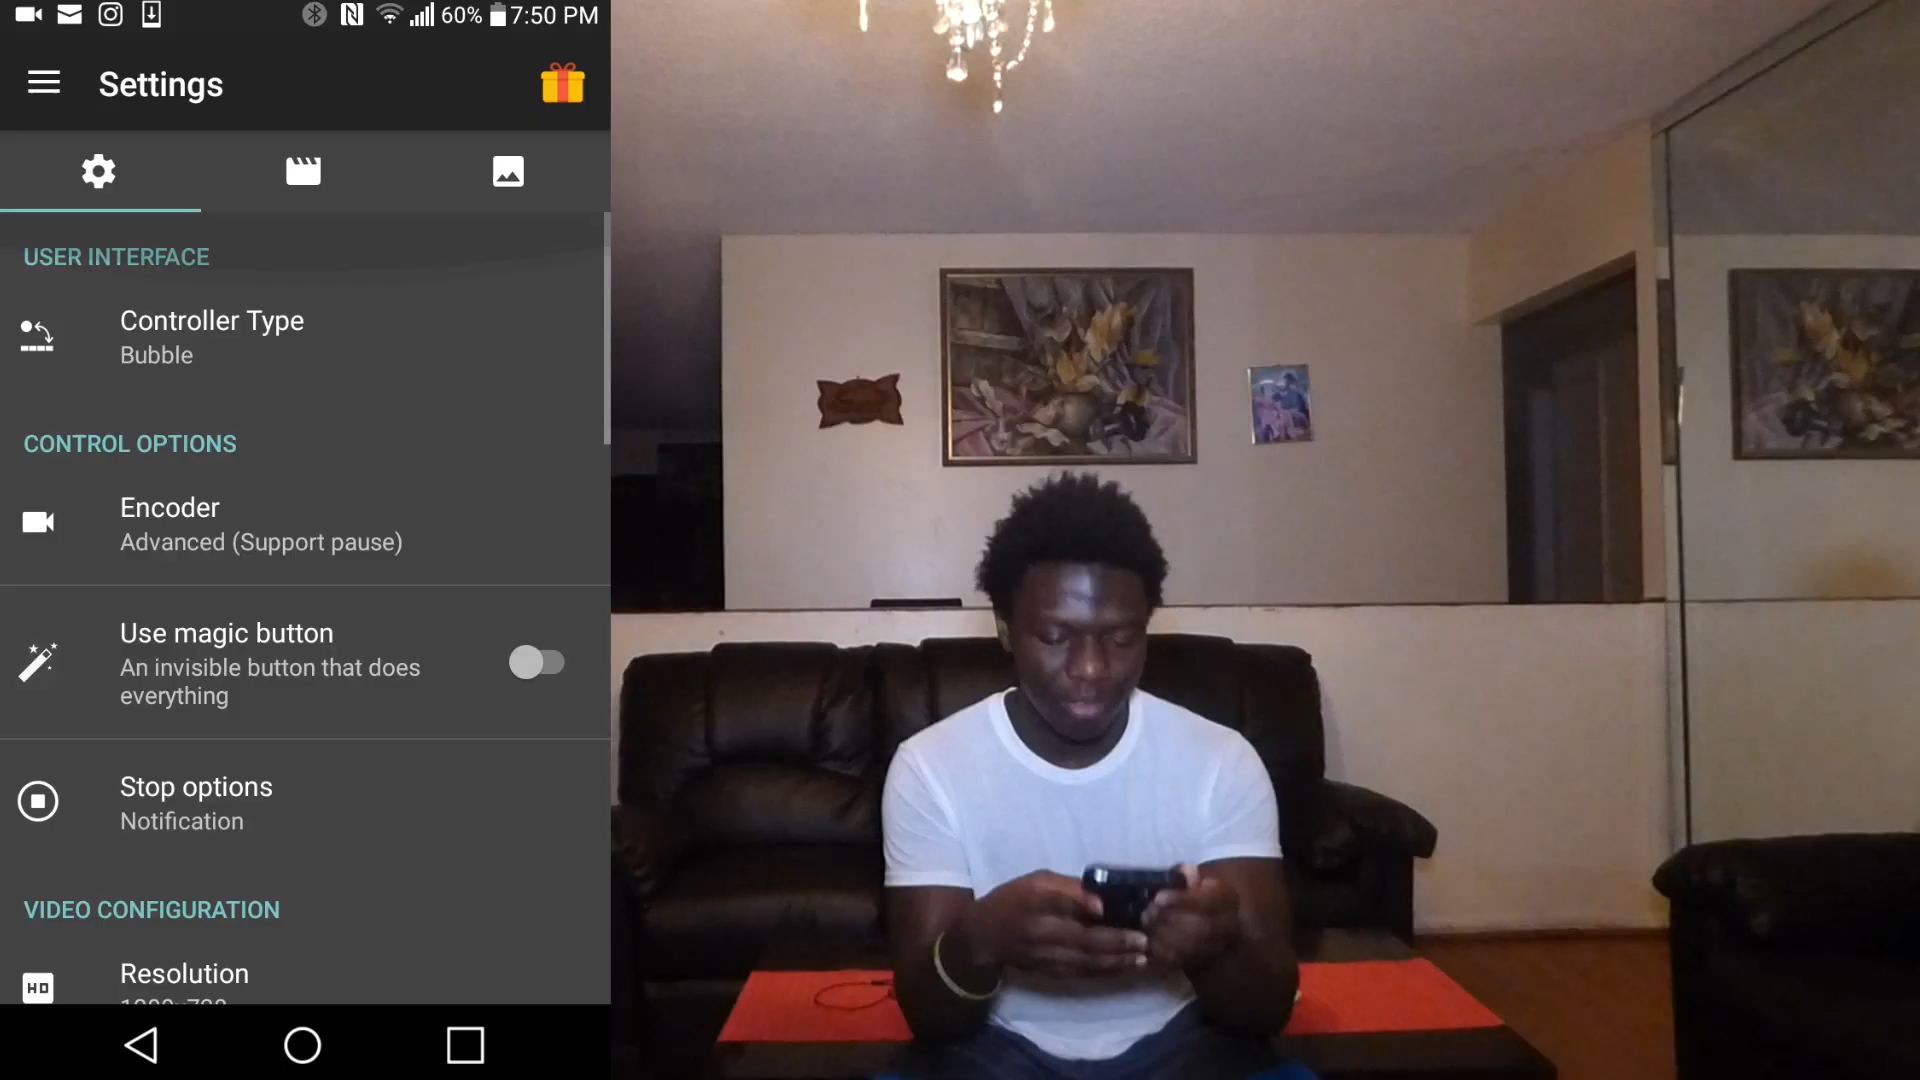 60% 7:50 PM
Settings
USER INTERFACE
Controller Type
Bubble
CONTROL OPTIONS
Encoder
Advanced (Support pause)
Use magic button
An invisible button that does
everything
Stop options
Notification
VIDEO CONFIGURATION
HD
Resolution